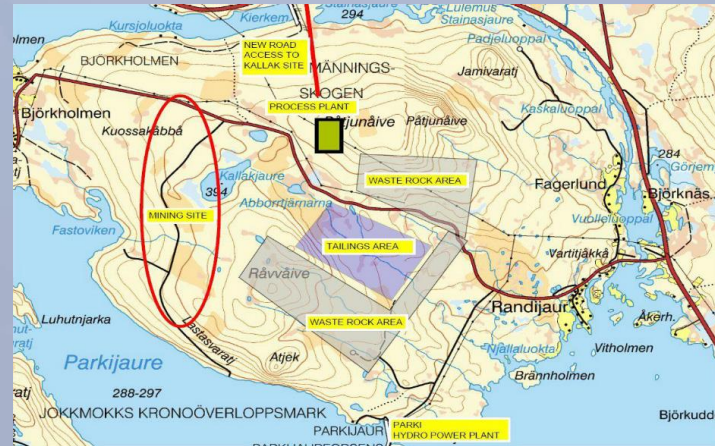 Kursjoluokta
Kierkem
294
Stainasjaure
Lulemus
Stainasjaure
Padjeluoppal
NEW ROAD
ACCESS TO
KALLAK SITE
BJÖRKHOLMEN
MÄNNINGS-
SKOGEN
Jamivaratj
PROCESS PLANT
Björkholmen
Kuossakåbbå
Påtjunåive
Påtjunåive
Kaskaluoppal
284
Görjem
Kallakjaure
394
WASTE ROCK AREA
Fagerlund
Björknäs
Abborrtjärnarna
MINING SITE
Fastoviken
Vuolleluoppal
TAILINGS AREA
Vartitjåkkå
Råvvåive
Randijaur
Åkerh.
Luhutnjarka
WASTE ROCK AREA
Lastasvaratj
Njallaluokta
Vitholmen
Parkijaure
Atjek
Brännholmen
288-297
JOKKMOKKS KRONOÖVERLOPPSMARK
Björkudd
PARKIJAUR
PARKI
HYDRO POWER PLANT